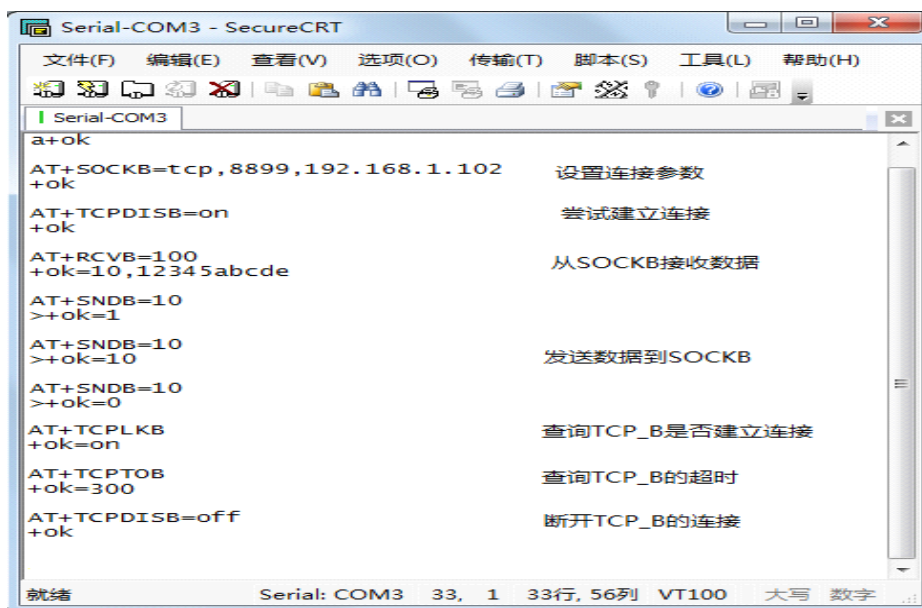 Serial-COM3 - SecureCRT
文件(F) 编辑(E) 查看(V) 选项(O) 传输(T) 脚本(S) 工具(L) 帮助(H)
Serial-COM3
a+ok
AT+SOCKB=tcp,8899,192.168.1.102 设置连接参数
+ok
AT+TCPDISB=on 尝试建立连接
+ok
AT+RCVB=100 从SOCKB接收数据
+ok=10,12345abcde
AT+SNDB=10
>+ok=1
AT+SNDB=10
>+ok=10 发送数据到SOCKB
AT+SNDB=10
>+ok=0
AT+TCPLKB 查询TCP_B是否建立连接
+ok=on
AT+TCPTOB 查询TCP_B的超时
+ok=300
AT+TCPDISB=off 断开TCP_B的连接
+ok
就绪 Serial: COM3 33, 1 33行, 56列 VT100 大写 数字